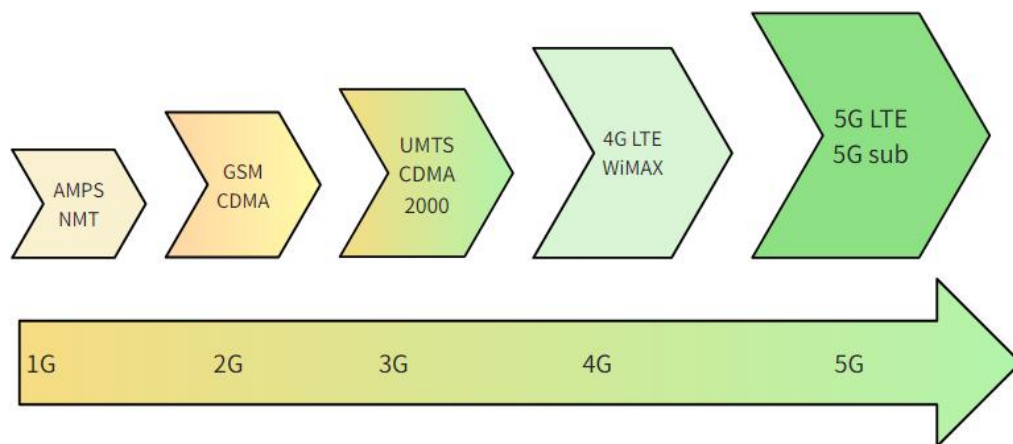 AMPS
NMT
GSM
CDMA
UMTS
CDMA
2000
4G LTE
WiMAX
5G LTE
5G sub
1G
2G
3G
4G
5G